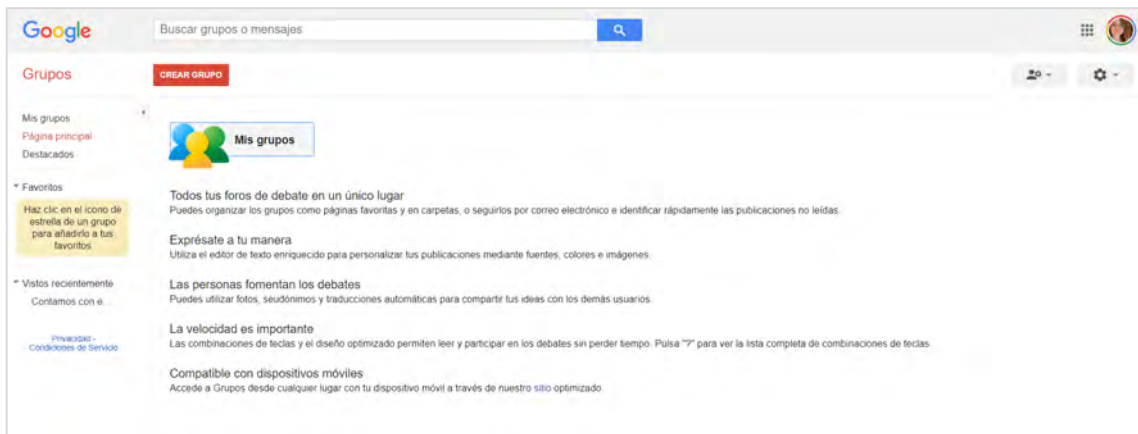 Google
Buscar grupos o mensajes
Grupos
CREAR GRUPO
Mis grupos
Página principal
Destacados
Favoritos
Haz clic en el icono de
estrella de un grupo
para añadirlo a tus
favoritos
Vistos recientemente
Contamos con e...
Privacidad -
Condiciones de Servicio
Mis grupos
Todos tus foros de debate en un único lugar
Puedes organizar los grupos como páginas favoritas y en carpetas, o seguirlos por correo electrónico e identificar rápidamente las publicaciones no leídas.
Exprésate a tu manera
Utiliza el editor de texto enriquecido para personalizar tus publicaciones mediante fuentes, colores e imágenes.
Las personas fomentan los debates
Puedes utilizar fotos, seudónimos y traducciones automáticas para compartir tus ideas con los demás usuarios.
La velocidad es importante
Las combinaciones de teclas y el diseño optimizado permiten leer y participar en los debates sin perder tiempo. Pulsa "?" para ver la lista completa de combinaciones de teclas.
Compatible con dispositivos móviles
Accede a Grupos desde cualquier lugar con tu dispositivo móvil a través de nuestro sitio optimizado.